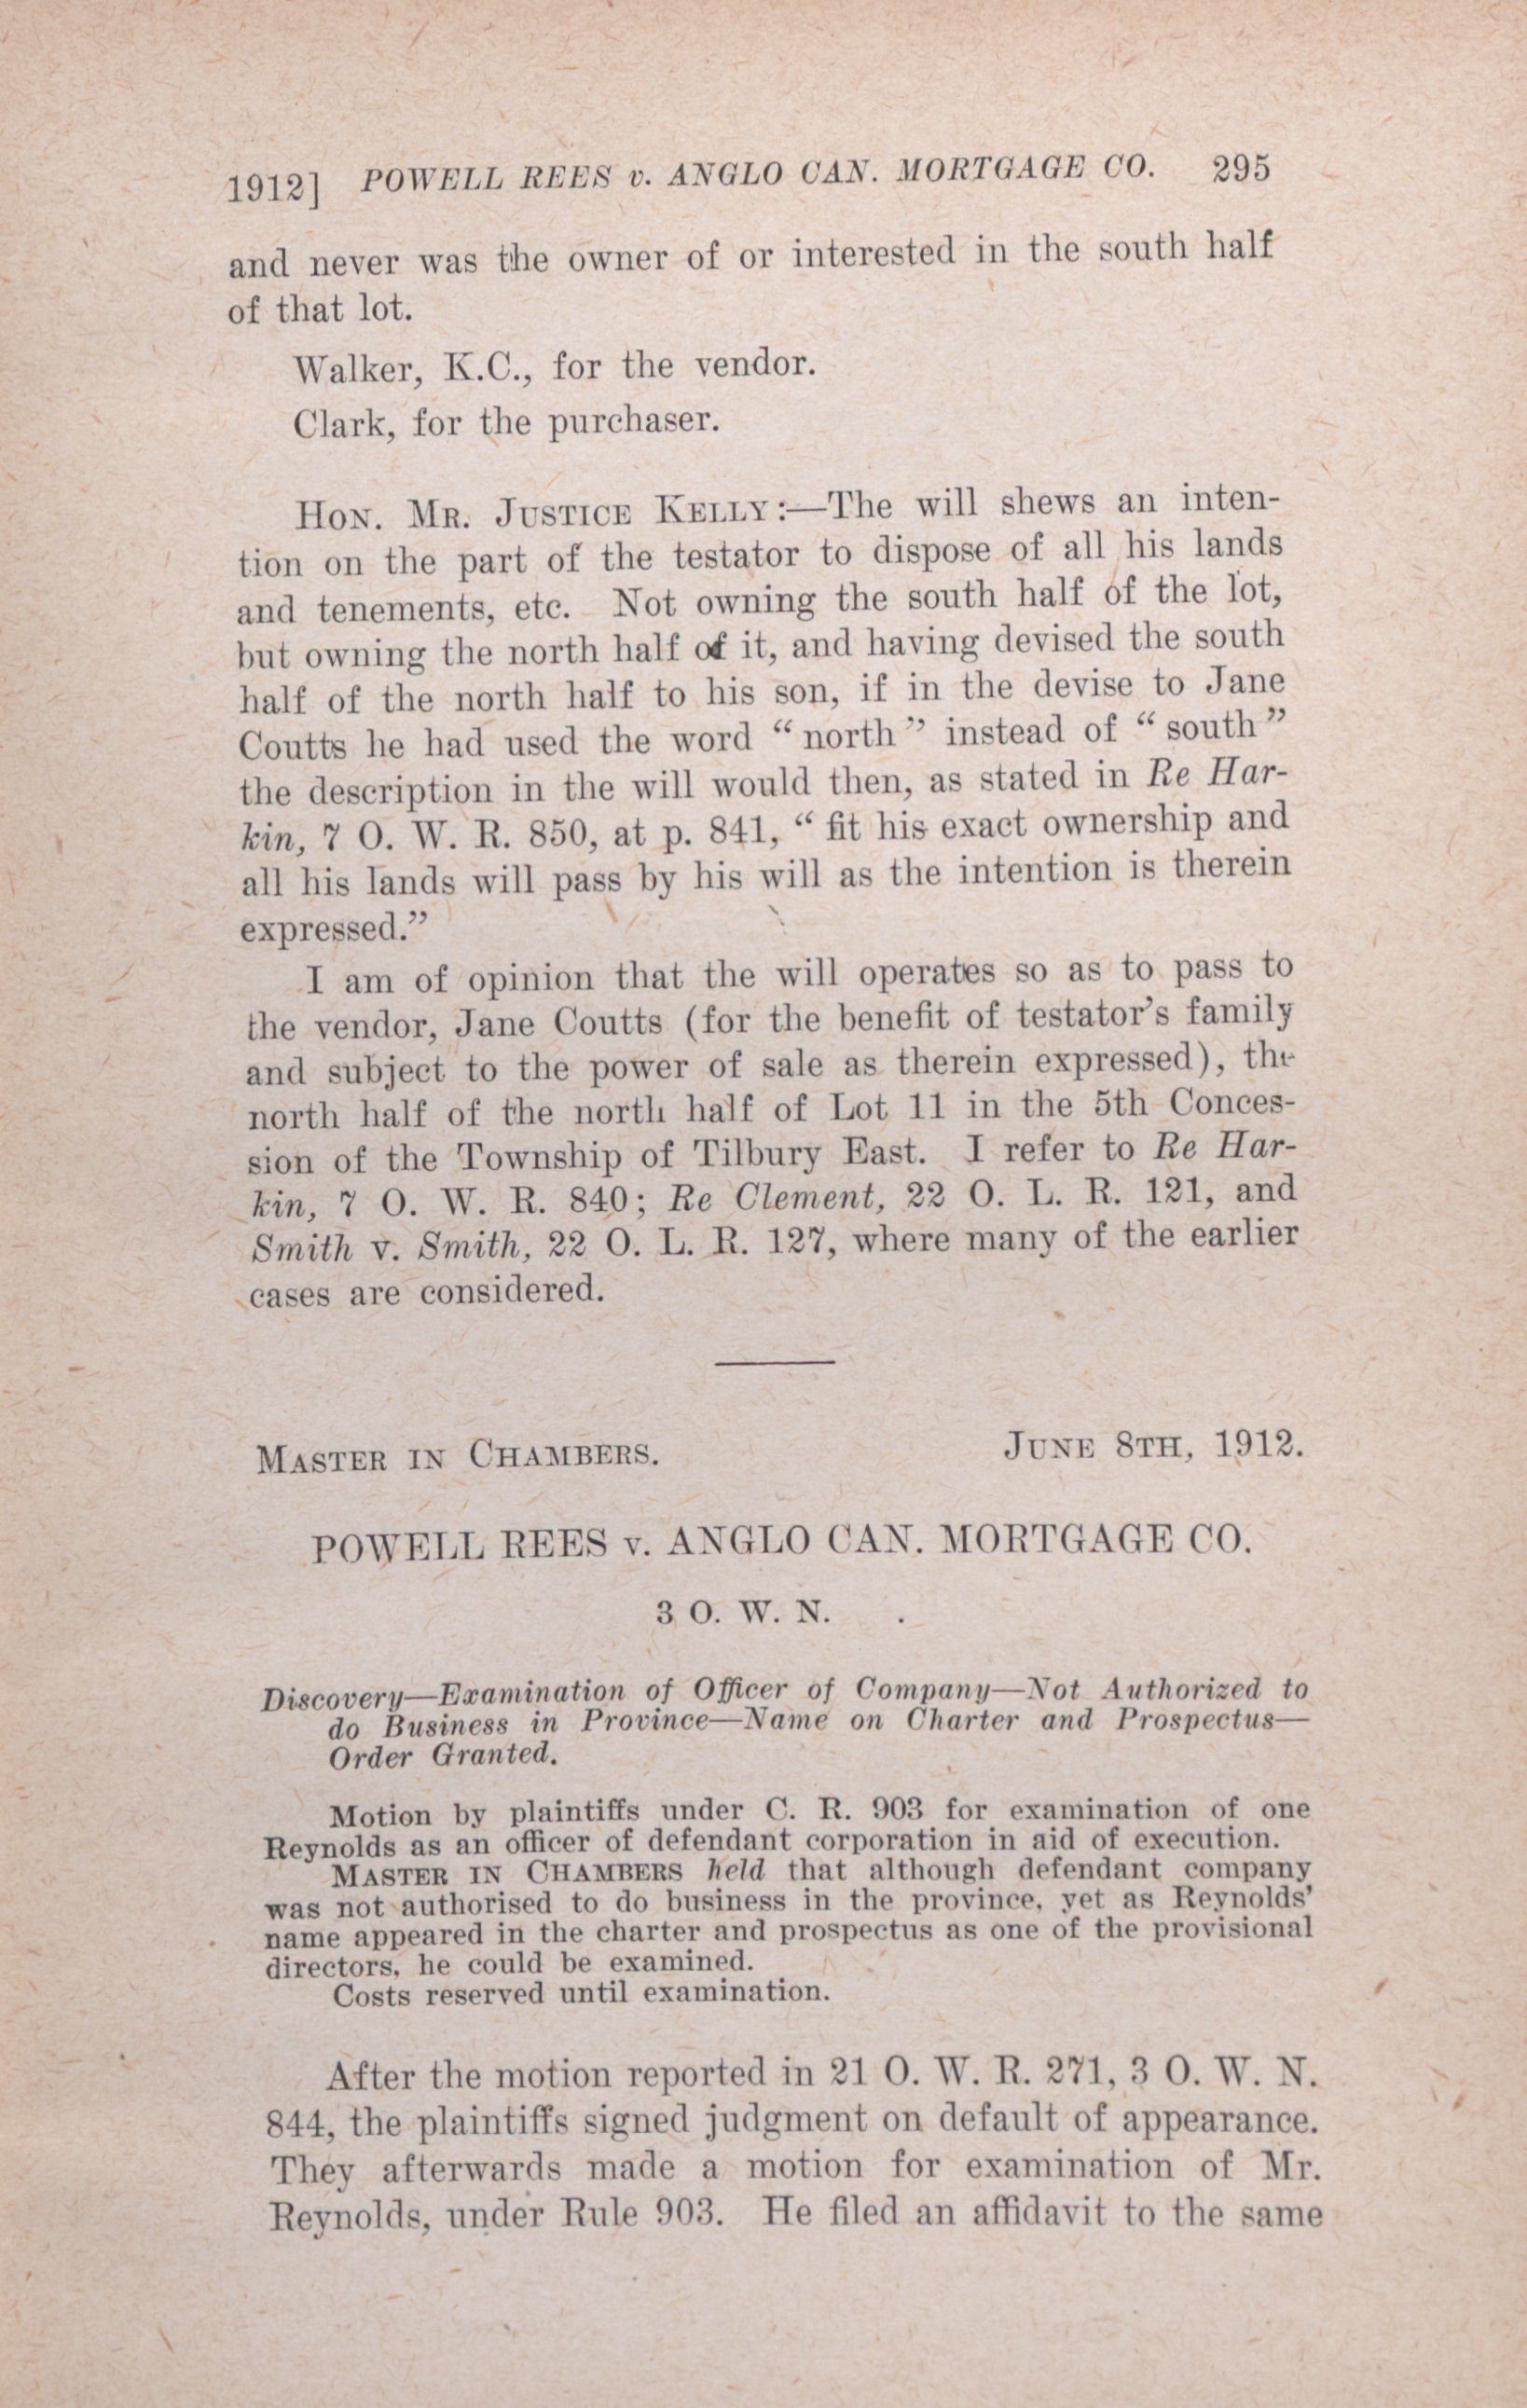 1912] POWELL REES v. ANGLO CAN. MORTGAGE CO. 295
and never was the owner of or interested in the south half
of that lot.
Walker, K.C., for the vendor.
Clark, for the purchaser.
HON. MR. JUSTICE KELLY:—The will shews an inten-
tion on the part of the testator to dispose of all his lands
and tenements, etc. Not owning the south half of the lot,
but owning the north half of it, and having devised the south
half of the north half to his son, if in the devise to Jane
Coutts he had used the word “north” instead of “south”
the description in the will would then, as stated in Re Har-
kin, 7 O. W. R. 850, at p. 841, “fit his exact ownership and
all his lands will pass by his will as the intention is therein
expressed.”
I am of opinion that the will operates so as to pass to
the vendor, Jane Coutts (for the benefit of testator’s family
and subject to the power of sale as therein expressed), the
north half of the north half of Lot 11 in the 5th Conces-
sion of the Township of Tilbury East. I refer to Re Har-
kin, 7 O. W. R. 840; Re Clement, 22 O. L. R. 121, and
Smith v. Smith, 22 O. L. R. 127, where many of the earlier
cases are considered.
MASTER IN CHAMBERS. JUNE 8TH, 1912.
POWELL REES v. ANGLO CAN. MORTGAGE CO.
3 O. W. N. .
Discovery—Examination of Officer of Company—Not Authorized to
do Business in Province—Name on Charter and Prospectus—
Order Granted.
Motion by plaintiffs under C. R. 903 for examination of one
Reynolds as an officer of defendant corporation in aid of execution.
MASTER IN CHAMBERS held that although defendant company
was not authorised to do business in the province, yet as Reynolds’
name appeared in the charter and prospectus as one of the provisional
directors, he could be examined.
Costs reserved until examination.
After the motion reported in 21 O. W. R. 271, 3 O. W. N.
844, the plaintiffs signed judgment on default of appearance.
They afterwards made a motion for examination of Mr.
Reynolds, under Rule 903. He filed an affidavit to the same